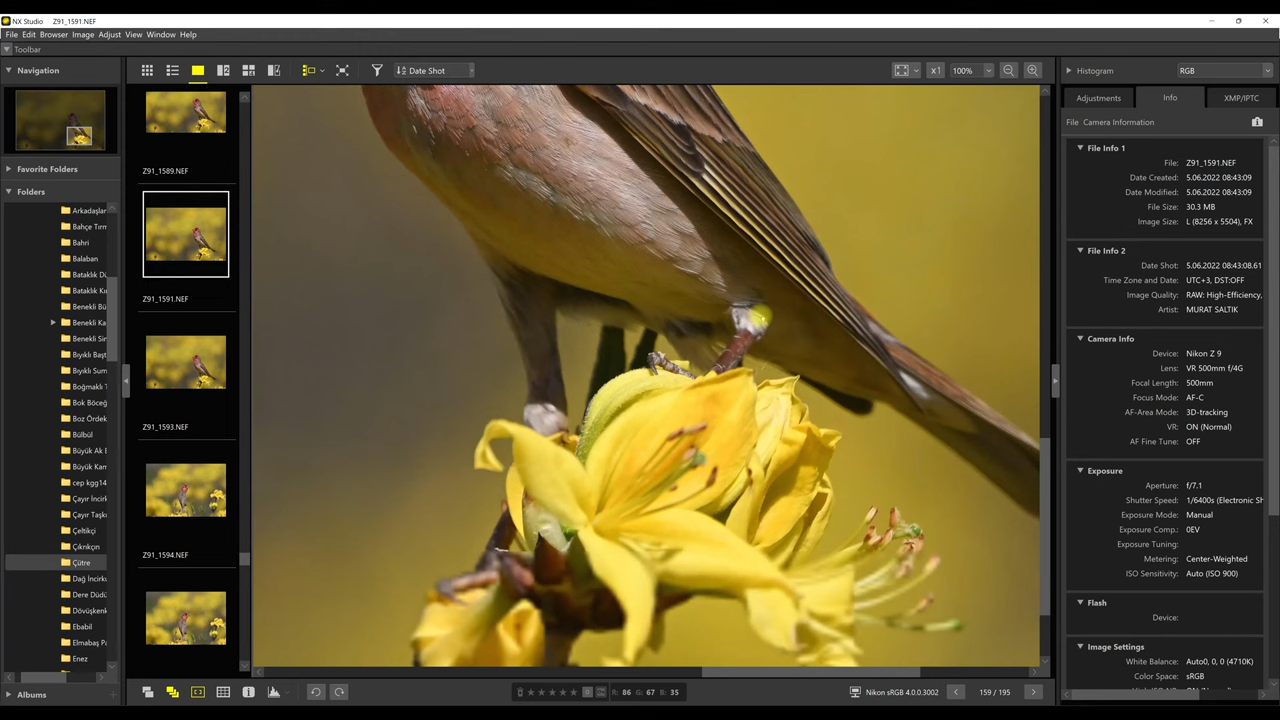 NX Studio Z91_1591.NEF
File Edit Browser Image Adjust View Window Help
Toolbar
Navigation
Date Shot
x1
100%
Histogram
RGB
Adjustments
Info
XMP/IPTC
File Camera Information
Favorite Folders
Folders
Arkadaşlar
Bahçe Tırm
Bahri
Balaban
Bataklık Dü
Bataklık Kı
Benekli Bü
Benekli Ka
Benekli Sin
Bıyıklı Başt
Bıyıklı Sum
Boğmaklı T
Bok Böceğ
Boz Ördek
Bülbül
Büyük Ak B
Büyük Kam
cep kgg14
Çayır İncirk
Çayır Taşkı
Çeltikçi
Çıkrıkçın
Çütre
Dağ İncirku
Dere Düdü
Dövüşkenk
Ebabil
Elmabaş Pa
Enez
Albums
Z91_1589.NEF
Z91_1591.NEF
Z91_1593.NEF
Z91_1594.NEF
File Info 1
File: Z91_1591.NEF
Date Created: 5.06.2022 08:43:09
Date Modified: 5.06.2022 08:43:09
File Size: 30.3 MB
Image Size: L (8256 x 5504), FX
File Info 2
Date Shot: 5.06.2022 08:43:08.61
Time Zone and Date: UTC+3, DST:OFF
Image Quality: RAW: High-Efficiency,
Artist: MURAT SALTIK
Camera Info
Device: Nikon Z 9
Lens: VR 500mm f/4G
Focal Length: 500mm
Focus Mode: AF-C
AF-Area Mode: 3D-tracking
VR: ON (Normal)
AF Fine Tune: OFF
Exposure
Aperture: f/7.1
Shutter Speed: 1/6400s (Electronic Sh
Exposure Mode: Manual
Exposure Comp.: 0EV
Exposure Tuning:
Metering: Center-Weighted
ISO Sensitivity: Auto (ISO 900)
Flash
Device:
Image Settings
White Balance: Auto0, 0, 0 (4710K)
Color Space: sRGB
R: 86 G: 67 B: 35
Nikon sRGB 4.0.0.3002
159 / 195